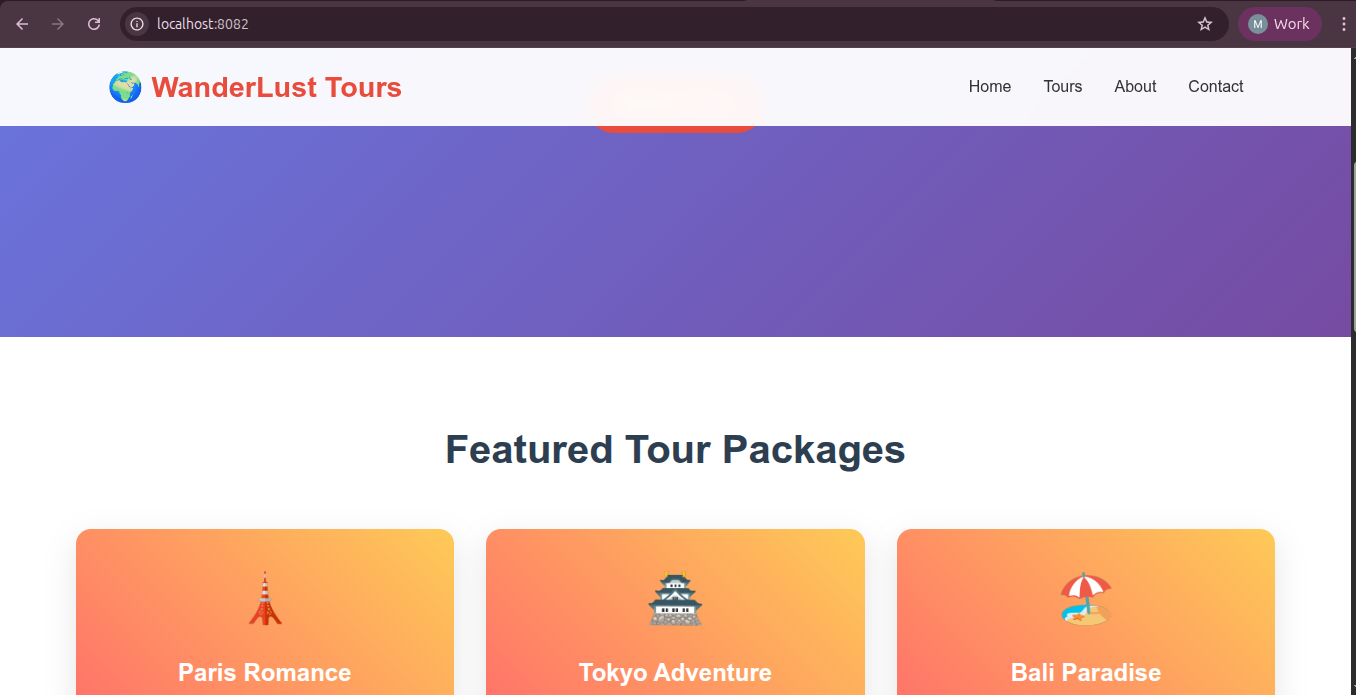 localhost:8082
M Work
WanderLust Tours
Home Tours About Contact
Featured Tour Packages
Paris Romance Tokyo Adventure Bali Paradise